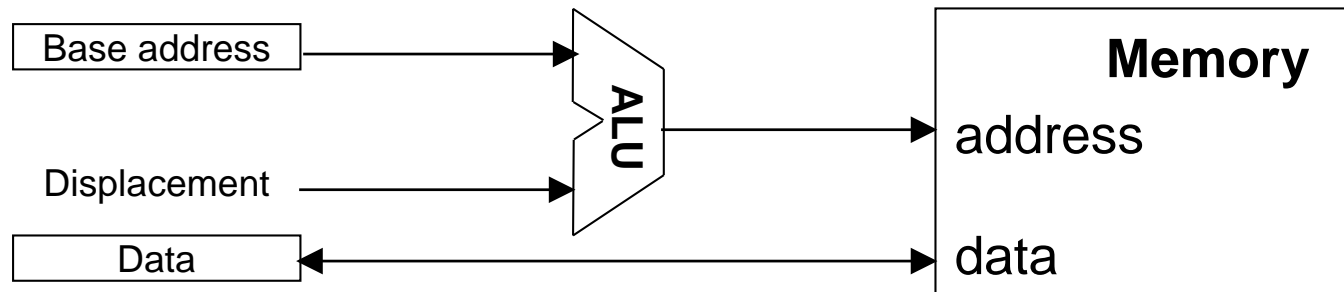 Base address
Memory
ALU
address
Displacement
Data
data